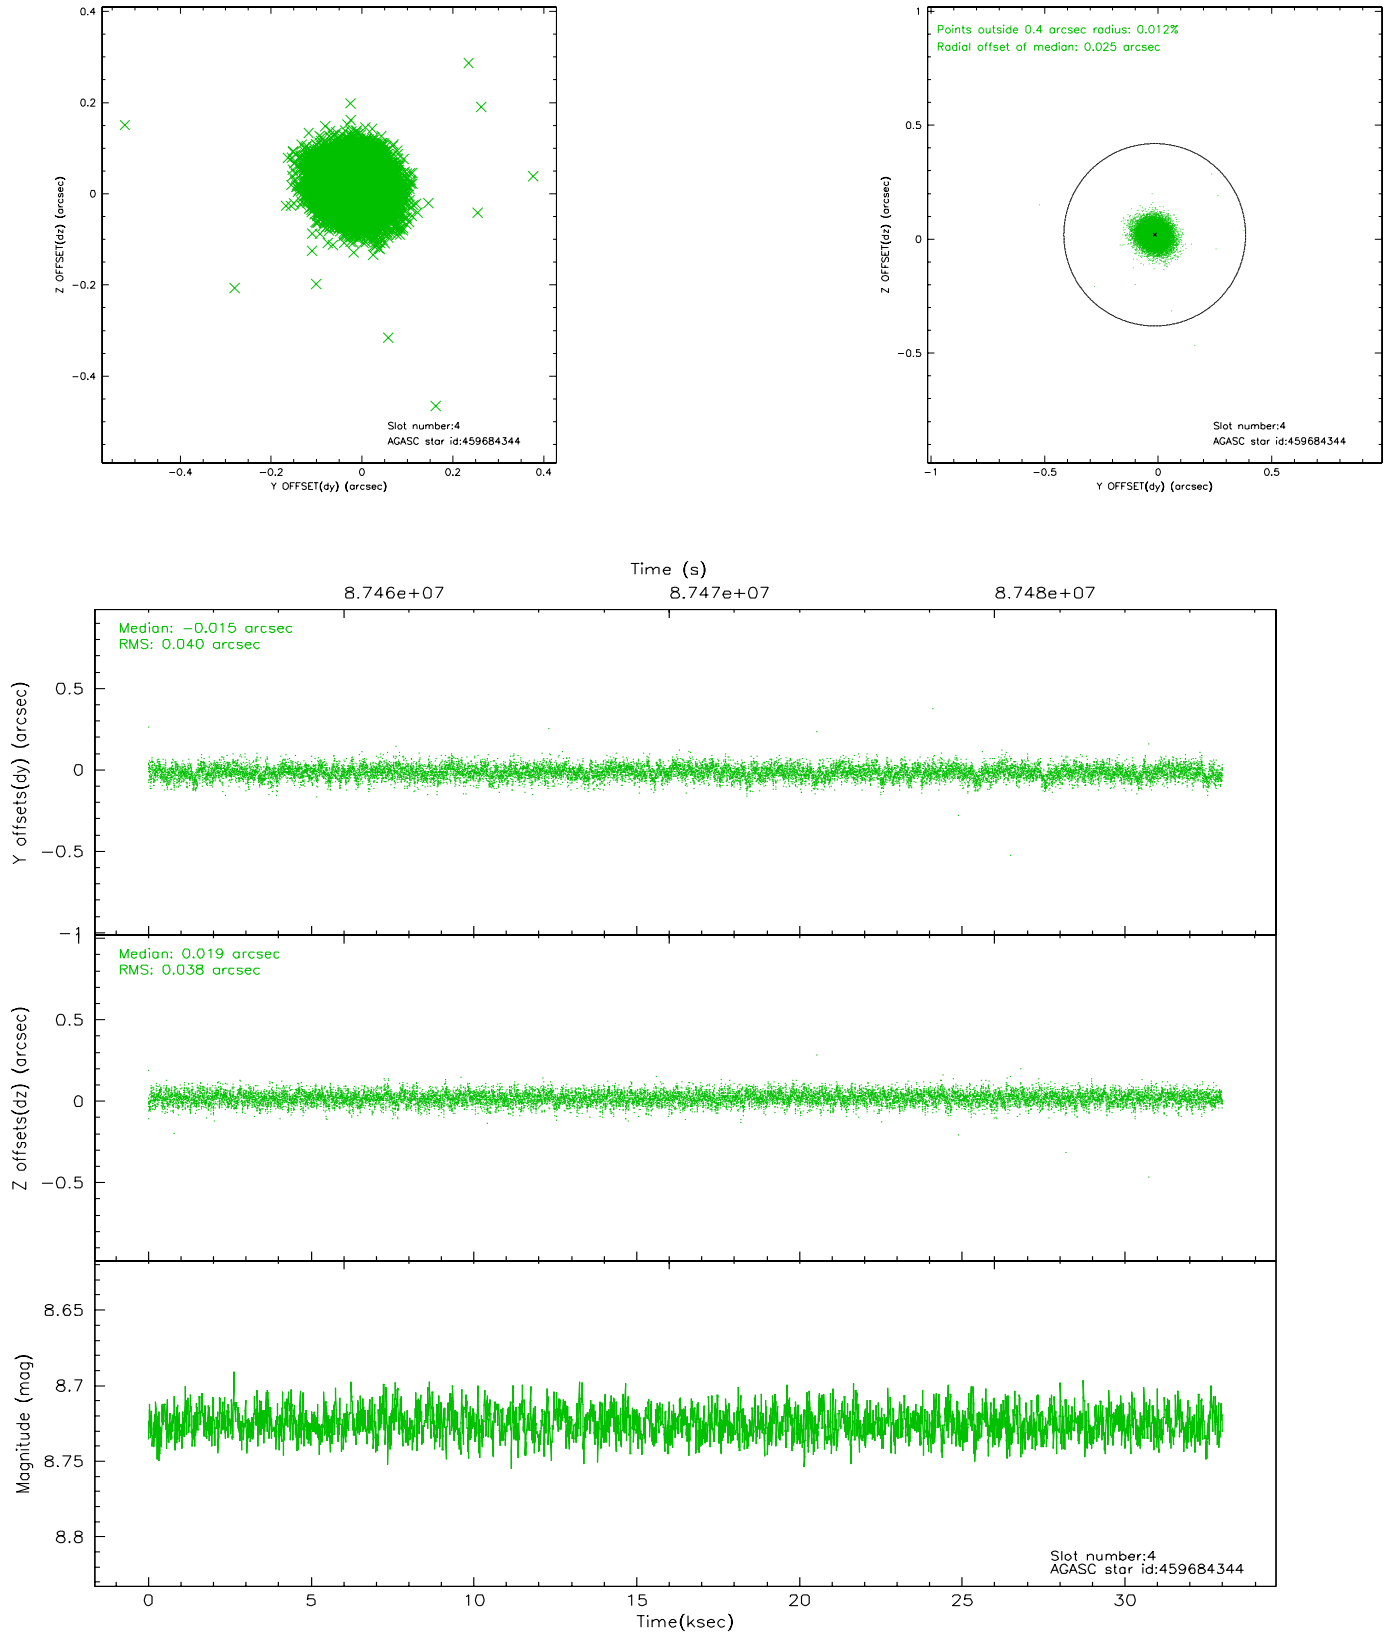 0.4
0.2
0
−0.2
−0.4
Z OFFSET(dz) (arcsec)
Slot number:4
AGASC star id:459684344
−0.4 −0.2 0 0.2 0.4
Y OFFSET(dy) (arcsec)
Points outside 0.4 arcsec radius: 0.012%
Radial offset of median: 0.025 arcsec
1
0.5
0
−0.5
Z OFFSET(dz) (arcsec)
Slot number:4
AGASC star id:459684344
−1 −0.5 0 0.5
Y OFFSET(dy) (arcsec)
Time (s)
8.746e+07 8.747e+07 8.748e+07
Median: −0.015 arcsec
RMS: 0.040 arcsec
0.5
0
−0.5
−1
Y offsets(dy) (arcsec)
Median: 0.019 arcsec
RMS: 0.038 arcsec
1
0.5
0
−0.5
Z offsets(dz) (arcsec)
8.65
8.7
8.75
8.8
Magnitude (mag)
Slot number:4
AGASC star id:459684344
0 5 10 15 20 25 30
Time(ksec)